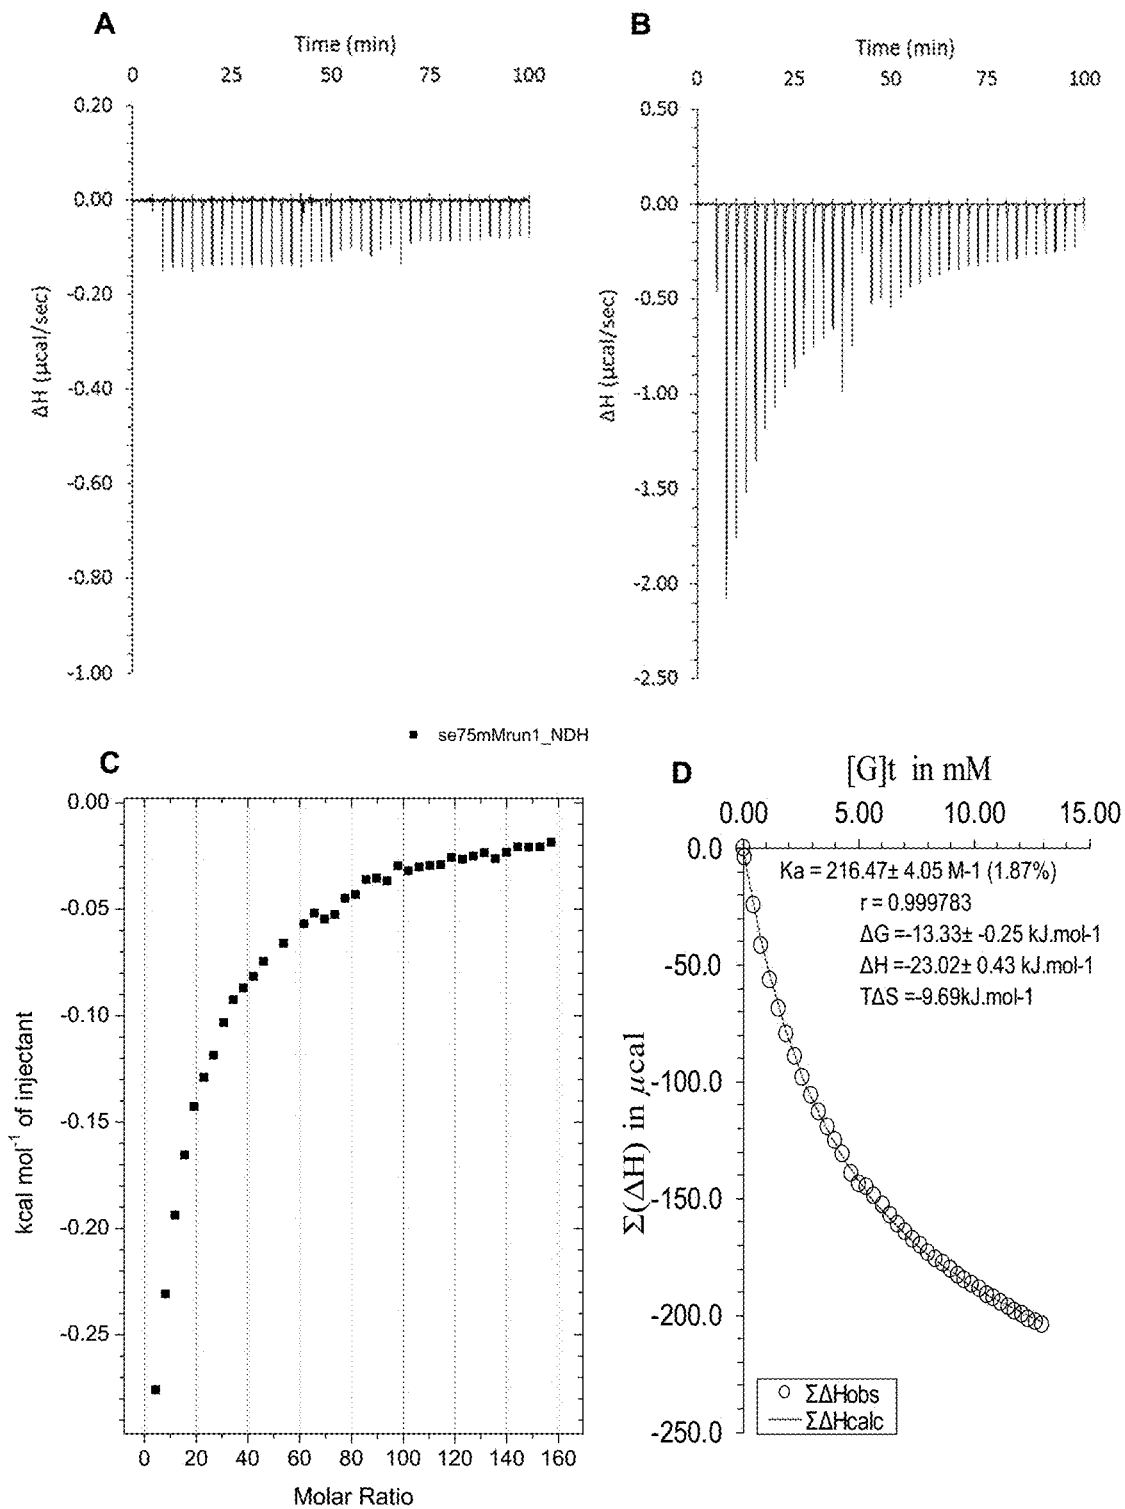 A
Time (min)
0 25 50 75 100
0.20
0.00
-0.20
-0.40
-0.60
-0.80
-1.00
ΔH (µcal/sec)
B
Time (min)
0 25 50 75 100
0.50
0.00
-0.50
-1.00
-1.50
-2.00
-2.50
ΔH (µcal/sec)
se75mMrun1_NDH
C
0.00
-0.05
-0.10
-0.15
-0.20
-0.25
kcal mol⁻¹ of injectant
0 20 40 60 80 100 120 140 160
Molar Ratio
D
[G]t in mM
0.00 5.00 10.00 15.00
0.0
-50.0
-100.0
-150.0
-200.0
-250.0
Σ(ΔH) in µcal
Ka = 216.47± 4.05 M-1 (1.87%)
r = 0.999783
ΔG =-13.33± -0.25 kJ.mol-1
ΔH =-23.02± 0.43 kJ.mol-1
TΔS =-9.69kJ.mol-1
ΣΔHobs
ΣΔHcalc